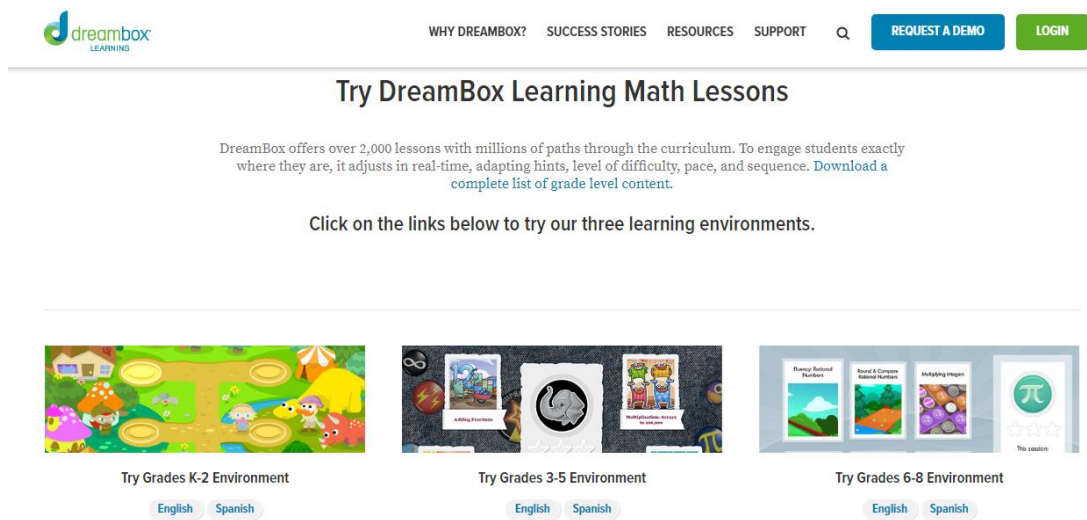 dreambox
LEARNING
WHY DREAMBOX? SUCCESS STORIES RESOURCES SUPPORT REQUEST A DEMO LOGIN
Try DreamBox Learning Math Lessons
DreamBox offers over 2,000 lessons with millions of paths through the curriculum. To engage students exactly
where they are, it adjusts in real-time, adapting hints, level of difficulty, pace, and sequence. Download a
complete list of grade level content.
Click on the links below to try our three learning environments.
Adding Fractions
Multiplication: Arrays
to 100,000
Fluency: Rational
Numbers
Round & Compare
Rational Numbers
Multiplying Integers
π
This session:
Try Grades K-2 Environment
Try Grades 3-5 Environment
Try Grades 6-8 Environment
English Spanish
English Spanish
English Spanish